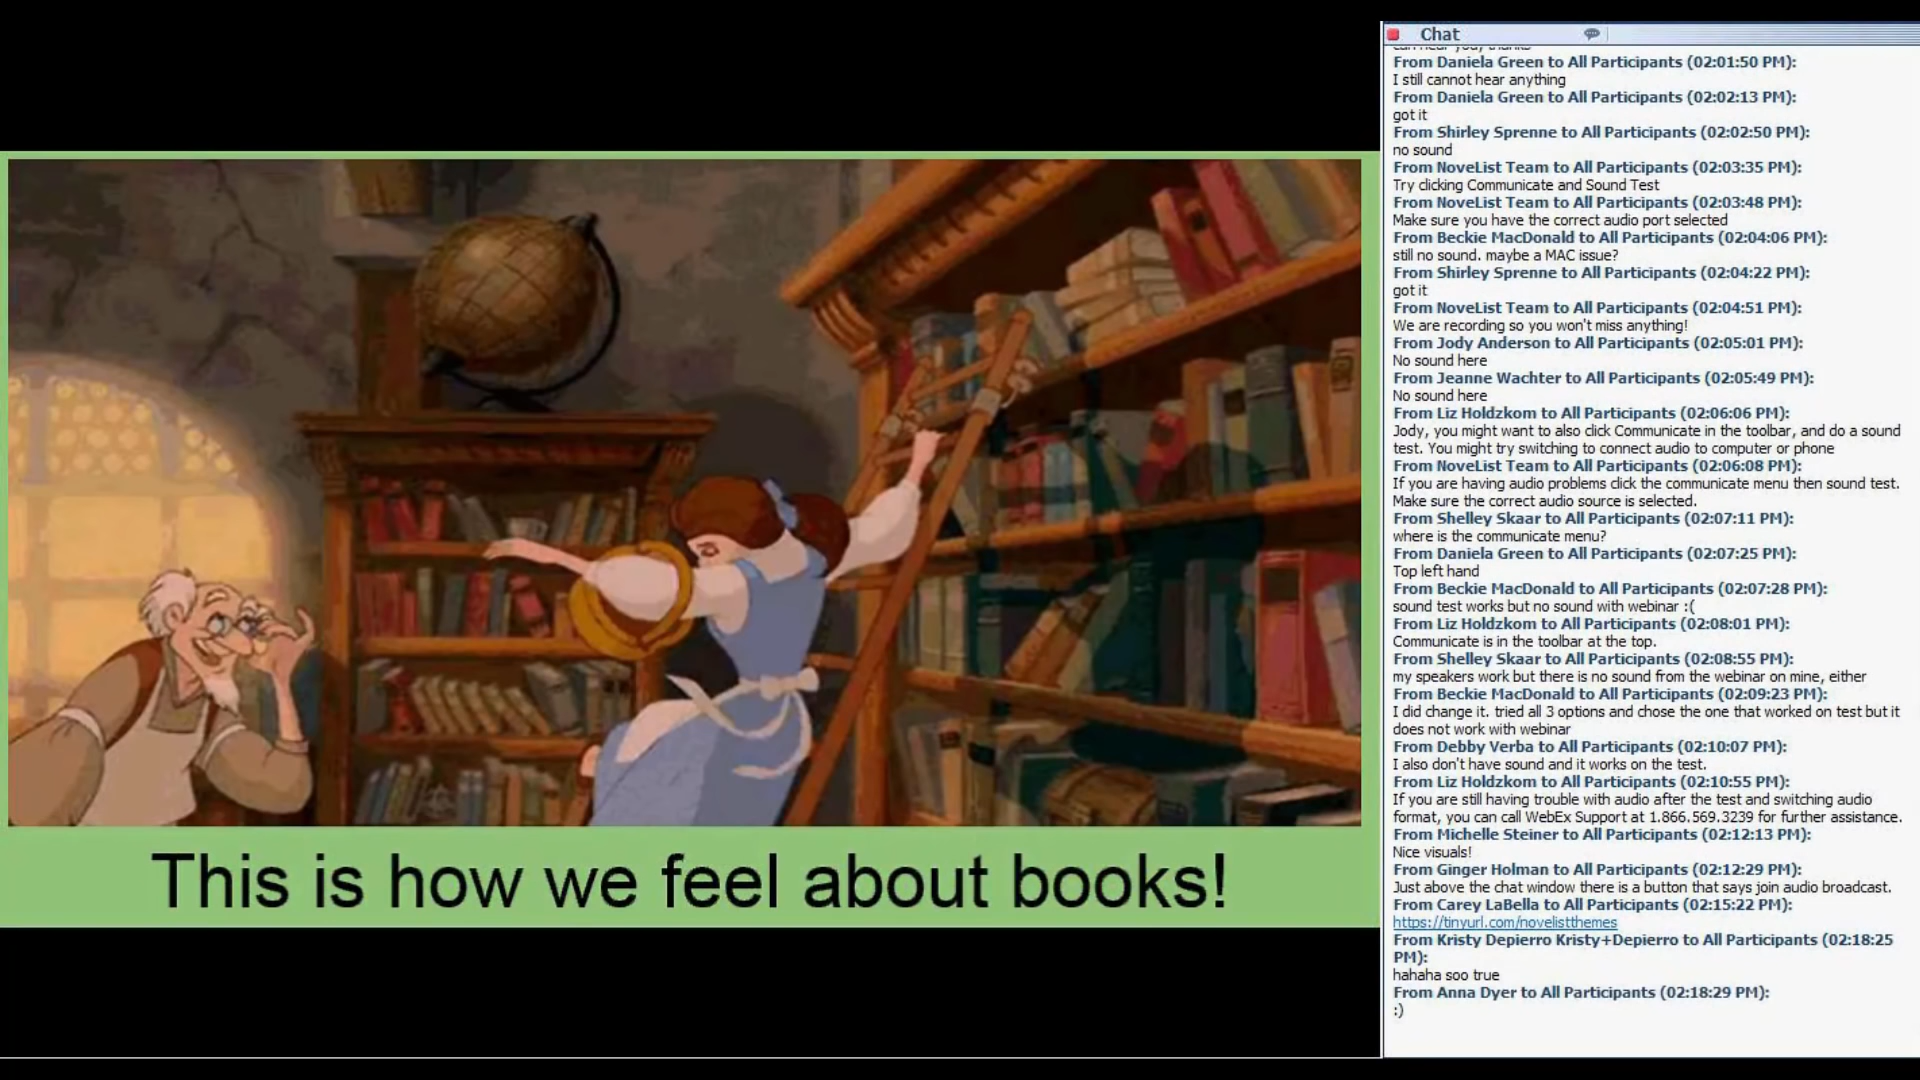 This is how we feel about books!
Chat
From Daniela Green to All Participants (02:01:50 PM):
I still cannot hear anything
From Daniela Green to All Participants (02:02:13 PM):
got it
From Shirley Sprenne to All Participants (02:02:50 PM):
no sound
From NoveList Team to All Participants (02:03:35 PM):
Try clicking Communicate and Sound Test
From NoveList Team to All Participants (02:03:48 PM):
Make sure you have the correct audio port selected
From Beckie MacDonald to All Participants (02:04:06 PM):
still no sound. maybe a MAC issue?
From Shirley Sprenne to All Participants (02:04:22 PM):
got it
From NoveList Team to All Participants (02:04:51 PM):
We are recording so you won't miss anything!
From Jody Anderson to All Participants (02:05:01 PM):
No sound here
From Jeanne Wachter to All Participants (02:05:49 PM):
No sound here
From Liz Holdzkom to All Participants (02:06:06 PM):
Jody, you might want to also click Communicate in the toolbar, and do a sound
test. You might try switching to connect audio to computer or phone
From NoveList Team to All Participants (02:06:08 PM):
If you are having audio problems click the communicate menu then sound test.
Make sure the correct audio source is selected.
From Shelley Skaar to All Participants (02:07:11 PM):
where is the communicate menu?
From Daniela Green to All Participants (02:07:25 PM):
Top left hand
From Beckie MacDonald to All Participants (02:07:28 PM):
sound test works but no sound with webinar :(
From Liz Holdzkom to All Participants (02:08:01 PM):
Communicate is in the toolbar at the top.
From Shelley Skaar to All Participants (02:08:55 PM):
my speakers work but there is no sound from the webinar on mine, either
From Beckie MacDonald to All Participants (02:09:23 PM):
I did change it. tried all 3 options and chose the one that worked on test but it
does not work with webinar
From Debby Verba to All Participants (02:10:07 PM):
I also don't have sound and it works on the test.
From Liz Holdzkom to All Participants (02:10:55 PM):
If you are still having trouble with audio after the test and switching audio
format, you can call WebEx Support at 1.866.569.3239 for further assistance.
From Michelle Steiner to All Participants (02:12:13 PM):
Nice visuals!
From Ginger Holman to All Participants (02:12:29 PM):
Just above the chat window there is a button that says join audio broadcast.
From Carey LaBella to All Participants (02:15:22 PM):
https://tinyurl.com/novelistthemes
From Kristy Depierro Kristy+Depierro to All Participants (02:18:25
PM):
hahaha soo true
From Anna Dyer to All Participants (02:18:29 PM):
:)